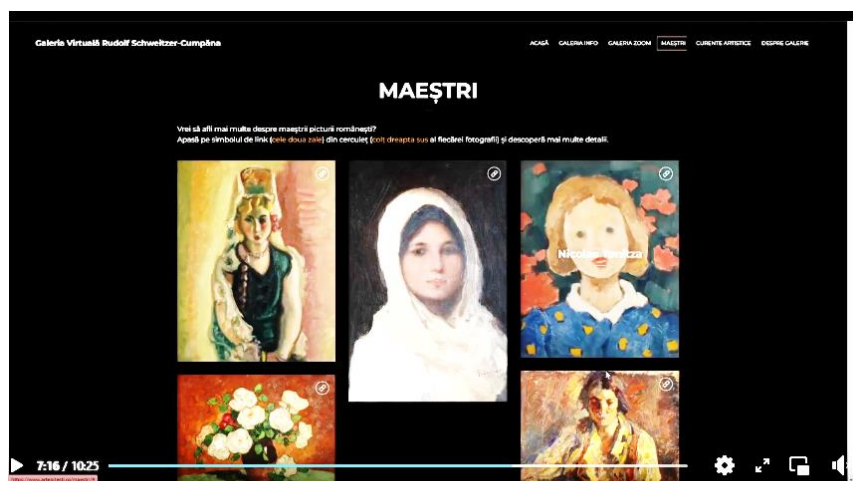 Galeria Virtuală Rudolf Schweitzer-Cumpăna
ACASĂ GALERIA INFO GALERIA ZOOM MAEȘTRI CURENTE ARTISTICE DESPRE GALERIE
MAEȘTRI
Vrei să afli mai multe despre maeștrii picturii românești?
Apasă pe simbolul de link (cele doua zale) din cerculeț (colt dreapta sus al fiecărei fotografii) și descoperă mai multe detalii.
Nicolae Tonitza
7:16 / 10:25